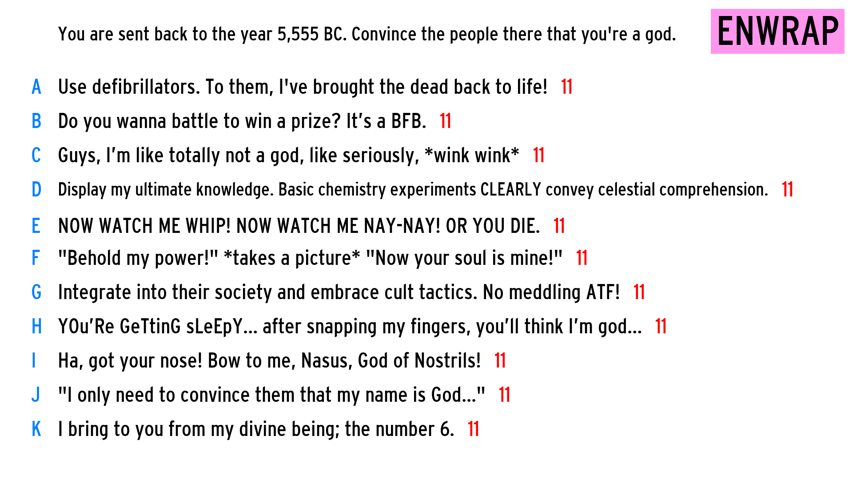 You are sent back to the year 5,555 BC. Convince the people there that you're a god.
ENWRAP
A Use defibrillators. To them, I've brought the dead back to life! 11
B Do you wanna battle to win a prize? It’s a BFB. 11
C Guys, I’m like totally not a god, like seriously, *wink wink* 11
D Display my ultimate knowledge. Basic chemistry experiments CLEARLY convey celestial comprehension. 11
E NOW WATCH ME WHIP! NOW WATCH ME NAY-NAY! OR YOU DIE. 11
F "Behold my power!" *takes a picture* "Now your soul is mine!" 11
G Integrate into their society and embrace cult tactics. No meddling ATF! 11
H YOu’Re GeTtinG sLeEpY... after snapping my fingers, you’ll think I’m god... 11
I Ha, got your nose! Bow to me, Nasus, God of Nostrils! 11
J "I only need to convince them that my name is God..." 11
K I bring to you from my divine being; the number 6. 11